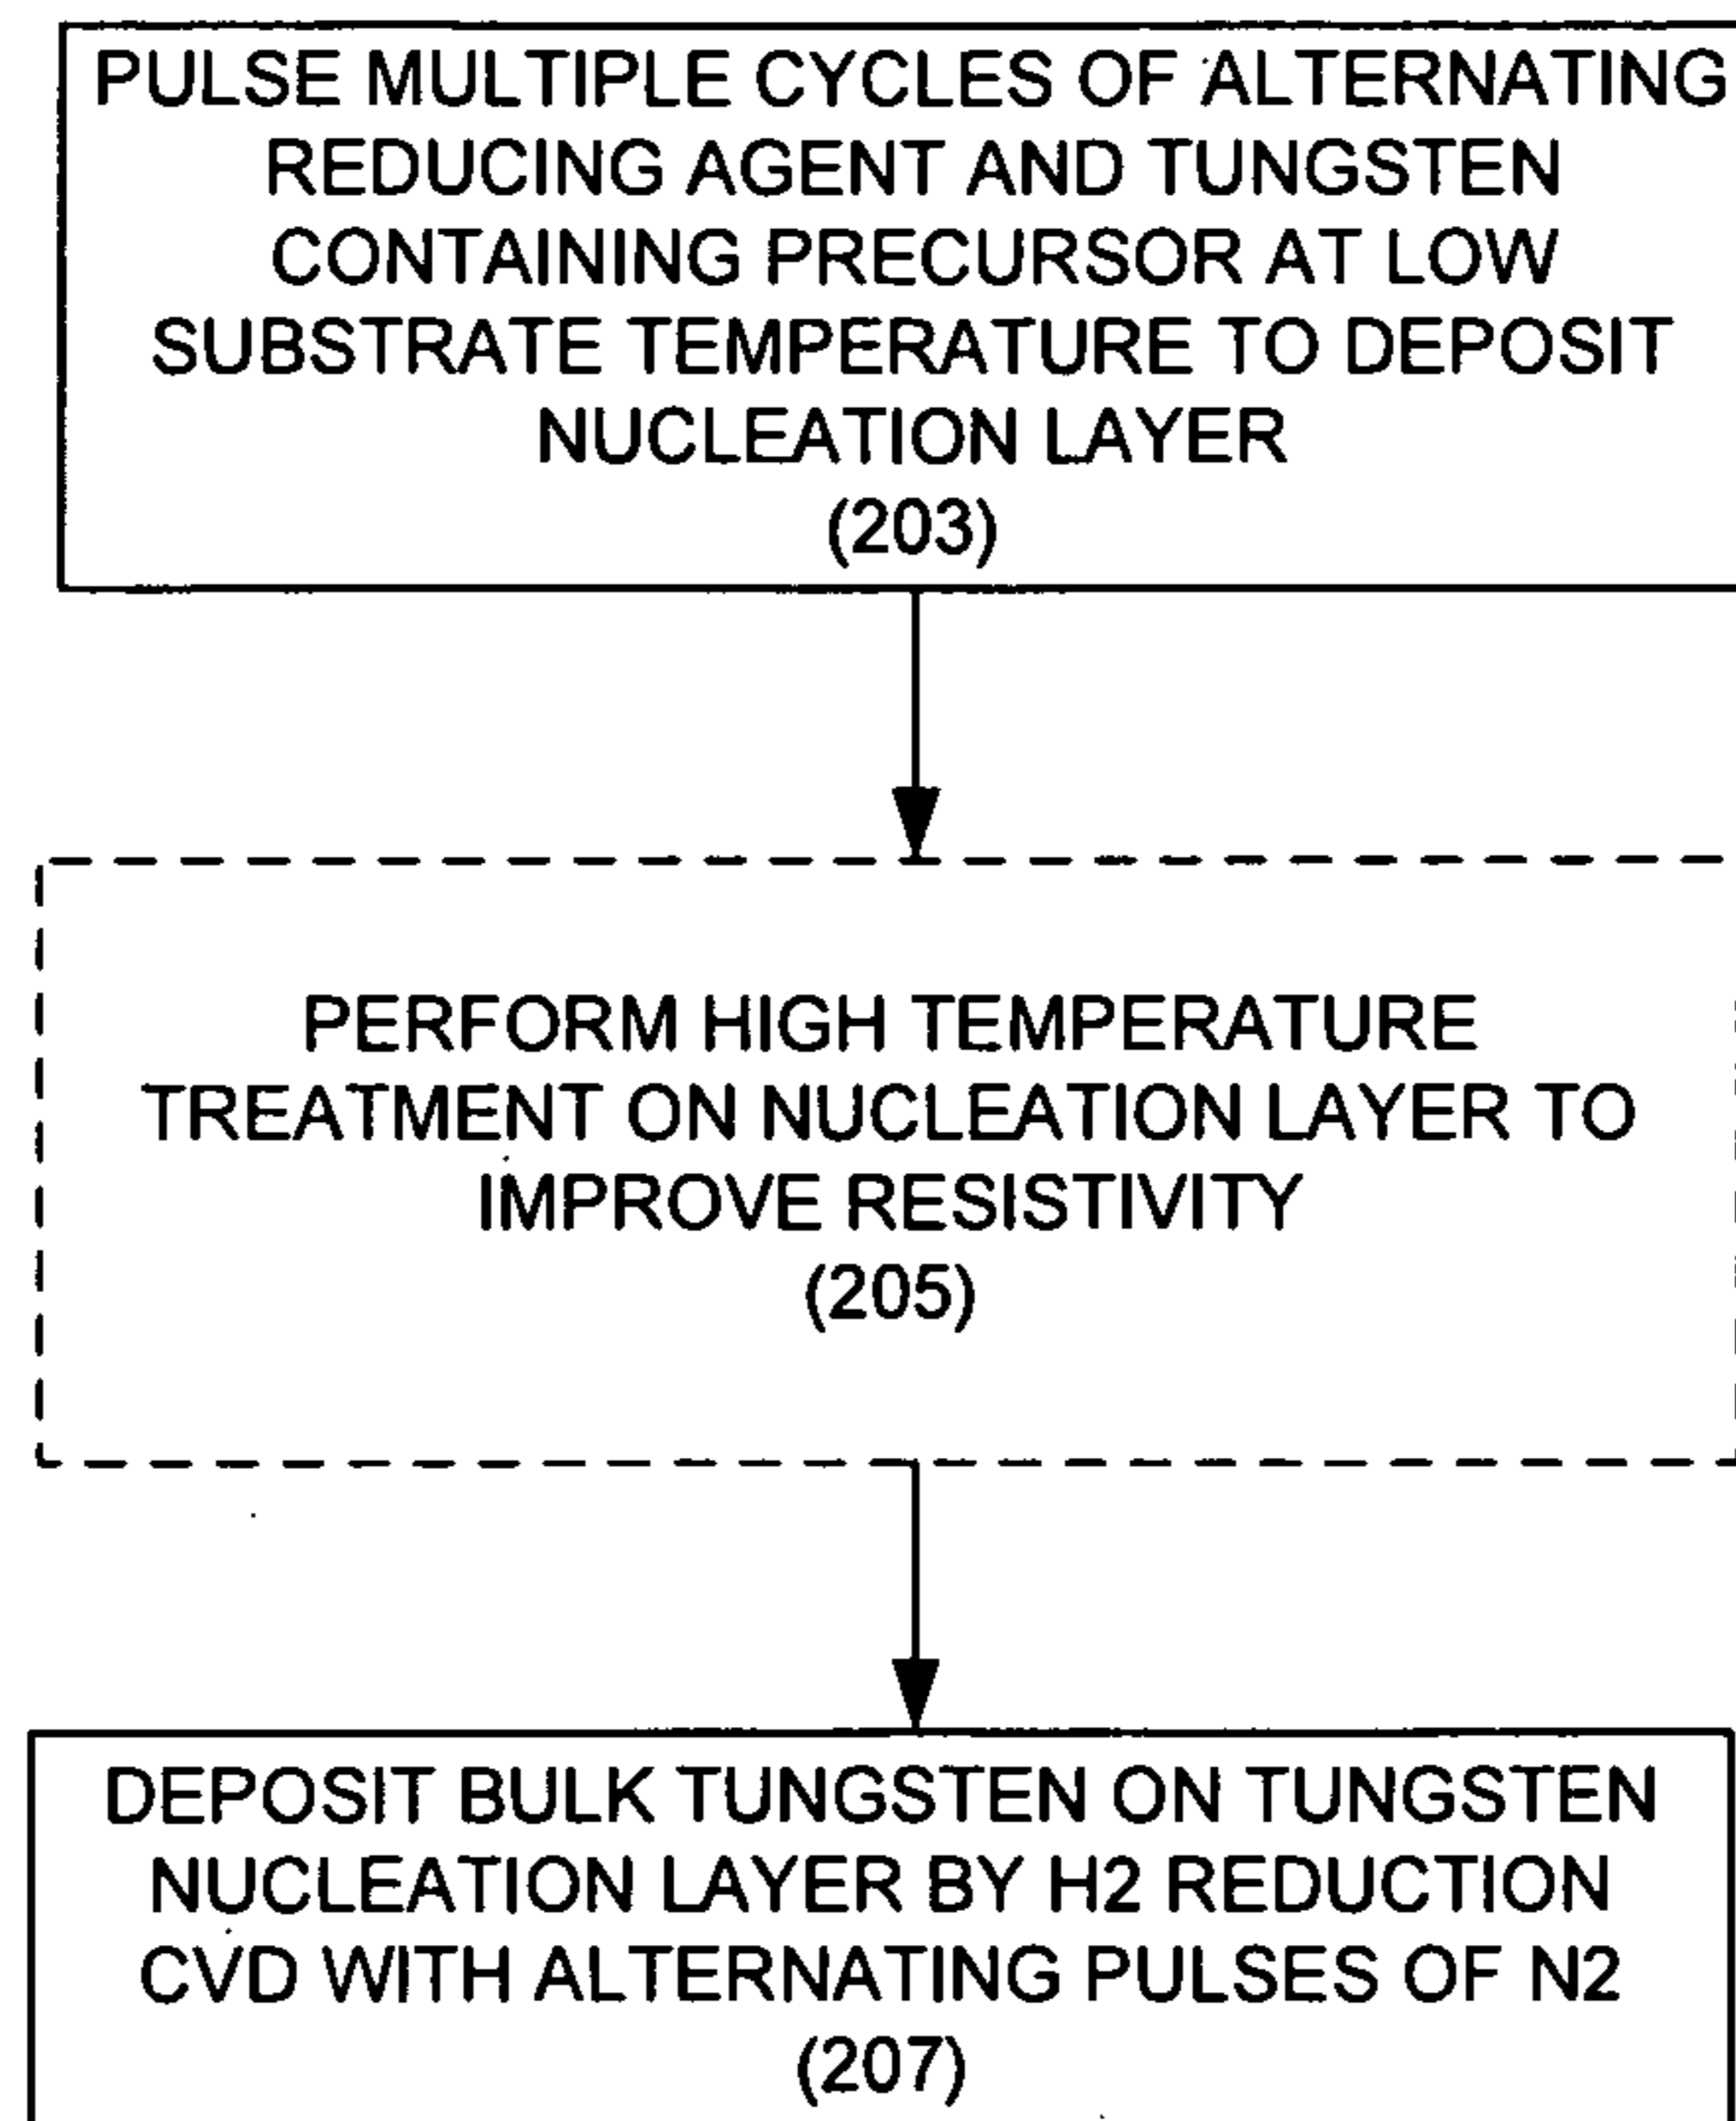 PULSE MULTIPLE CYCLES OF ALTERNATING
REDUCING AGENT AND TUNGSTEN
CONTAINING PRECURSOR AT LOW
SUBSTRATE TEMPERATURE TO DEPOSIT
NUCLEATION LAYER
(203)
PERFORM HIGH TEMPERATURE
TREATMENT ON NUCLEATION LAYER TO
IMPROVE RESISTIVITY
(205)
DEPOSIT BULK TUNGSTEN ON TUNGSTEN
NUCLEATION LAYER BY H2 REDUCTION
CVD WITH ALTERNATING PULSES OF N2
(207)